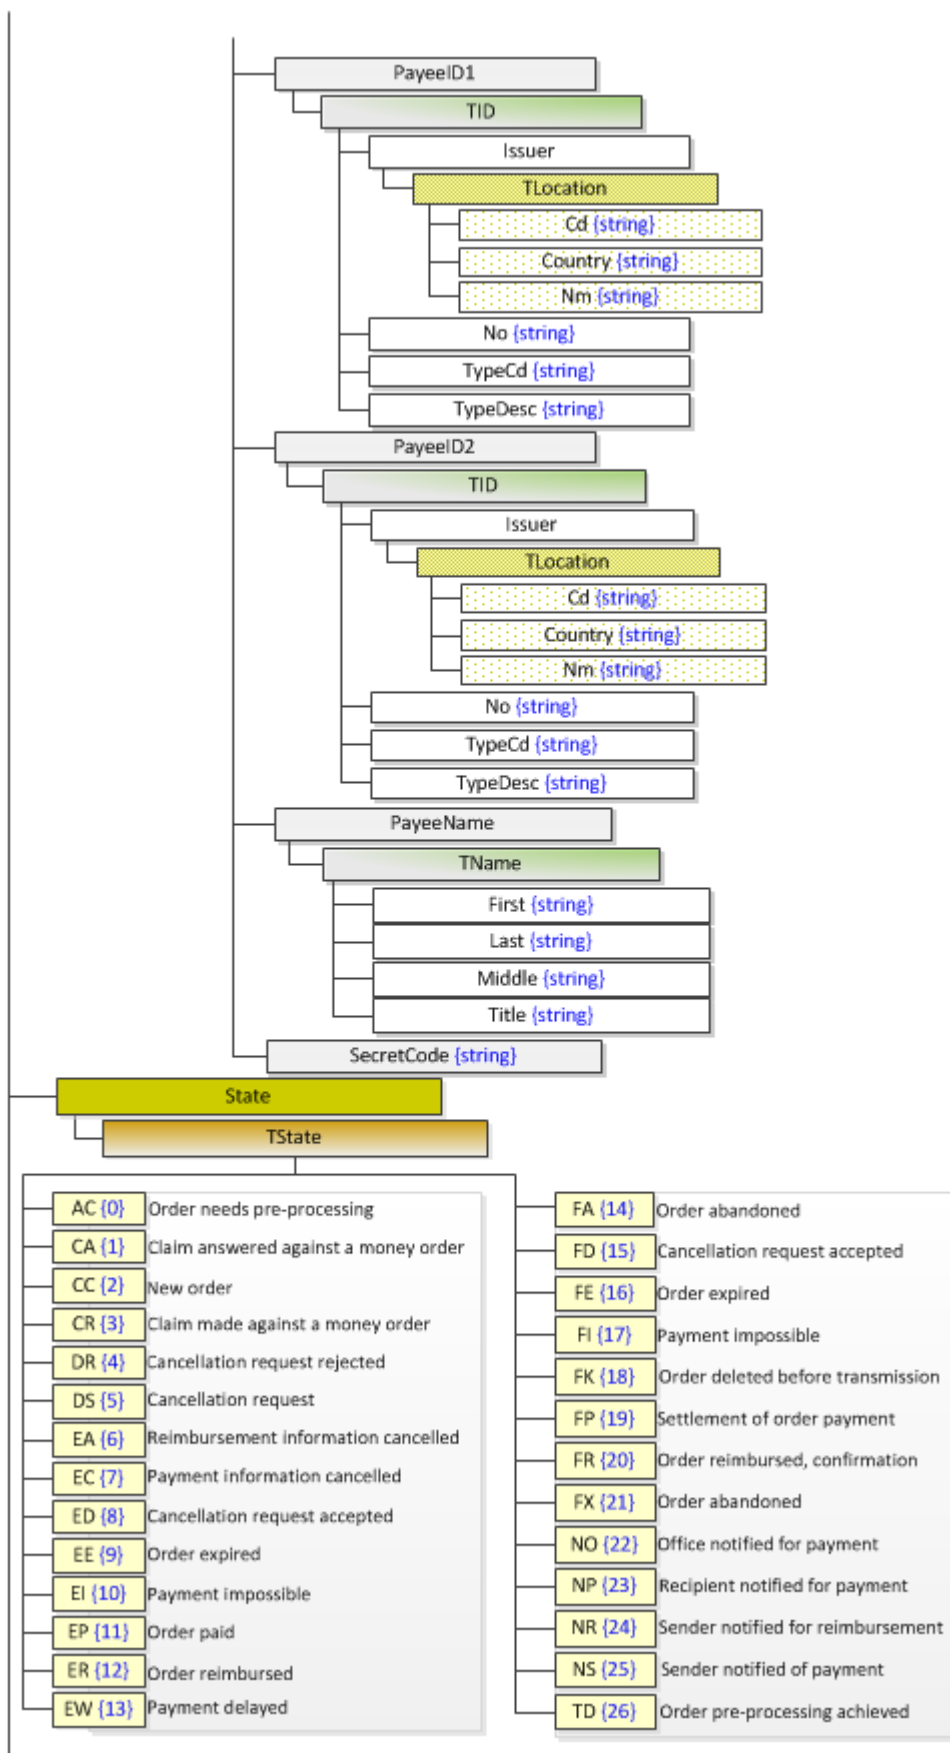 PayeeID1
TID
Issuer
TLocation
Cd {string}
Country {string}
Nm {string}
No {string}
TypeCd {string}
TypeDesc {string}
PayeeID2
TID
Issuer
TLocation
Cd {string}
Country {string}
Nm {string}
No {string}
TypeCd {string}
TypeDesc {string}
PayeeName
TName
First {string}
Last {string}
Middle {string}
Title {string}
SecretCode {string}
State
TState
AC {0} Order needs pre-processing
CA {1} Claim answered against a money order
CC {2} New order
CR {3} Claim made against a money order
DR {4} Cancellation request rejected
DS {5} Cancellation request
EA {6} Reimbursement information cancelled
EC {7} Payment information cancelled
ED {8} Cancellation request accepted
EE {9} Order expired
EI {10} Payment impossible
EP {11} Order paid
ER {12} Order reimbursed
EW {13} Payment delayed
FA {14} Order abandoned
FD {15} Cancellation request accepted
FE {16} Order expired
FI {17} Payment impossible
FK {18} Order deleted before transmission
FP {19} Settlement of order payment
FR {20} Order reimbursed, confirmation
FX {21} Order abandoned
NO {22} Office notified for payment
NP {23} Recipient notified for payment
NR {24} Sender notified for reimbursement
NS {25} Sender notified of payment
TD {26} Order pre-processing achieved